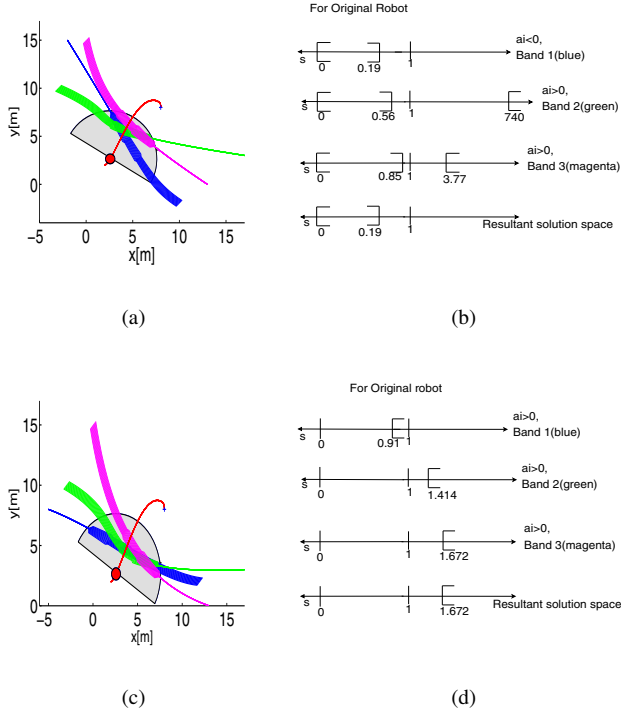 For Original Robot
15
10
5
0
−5
0
5
10
15
y[m]
x[m]
(a)
s
0
0.19
1
ai<0,
Band 1(blue)
0.56
1
740
s
0
ai>0,
Band 2(green)
s
0
0.85
1
3.77
ai>0,
Band 3(magenta)
s
0
0.19
1
Resultant solution space
(b)
15
10
5
0
−5
0
5
10
15
y[m]
x[m]
(c)
For Original robot
s
0
0.91
1
ai>0,
Band 1(blue)
s
0
1
1.414
ai>0,
Band 2(green)
s
0
1
1.672
ai>0,
Band 3(magenta)
s
0
1
1.672
Resultant solution space
(d)